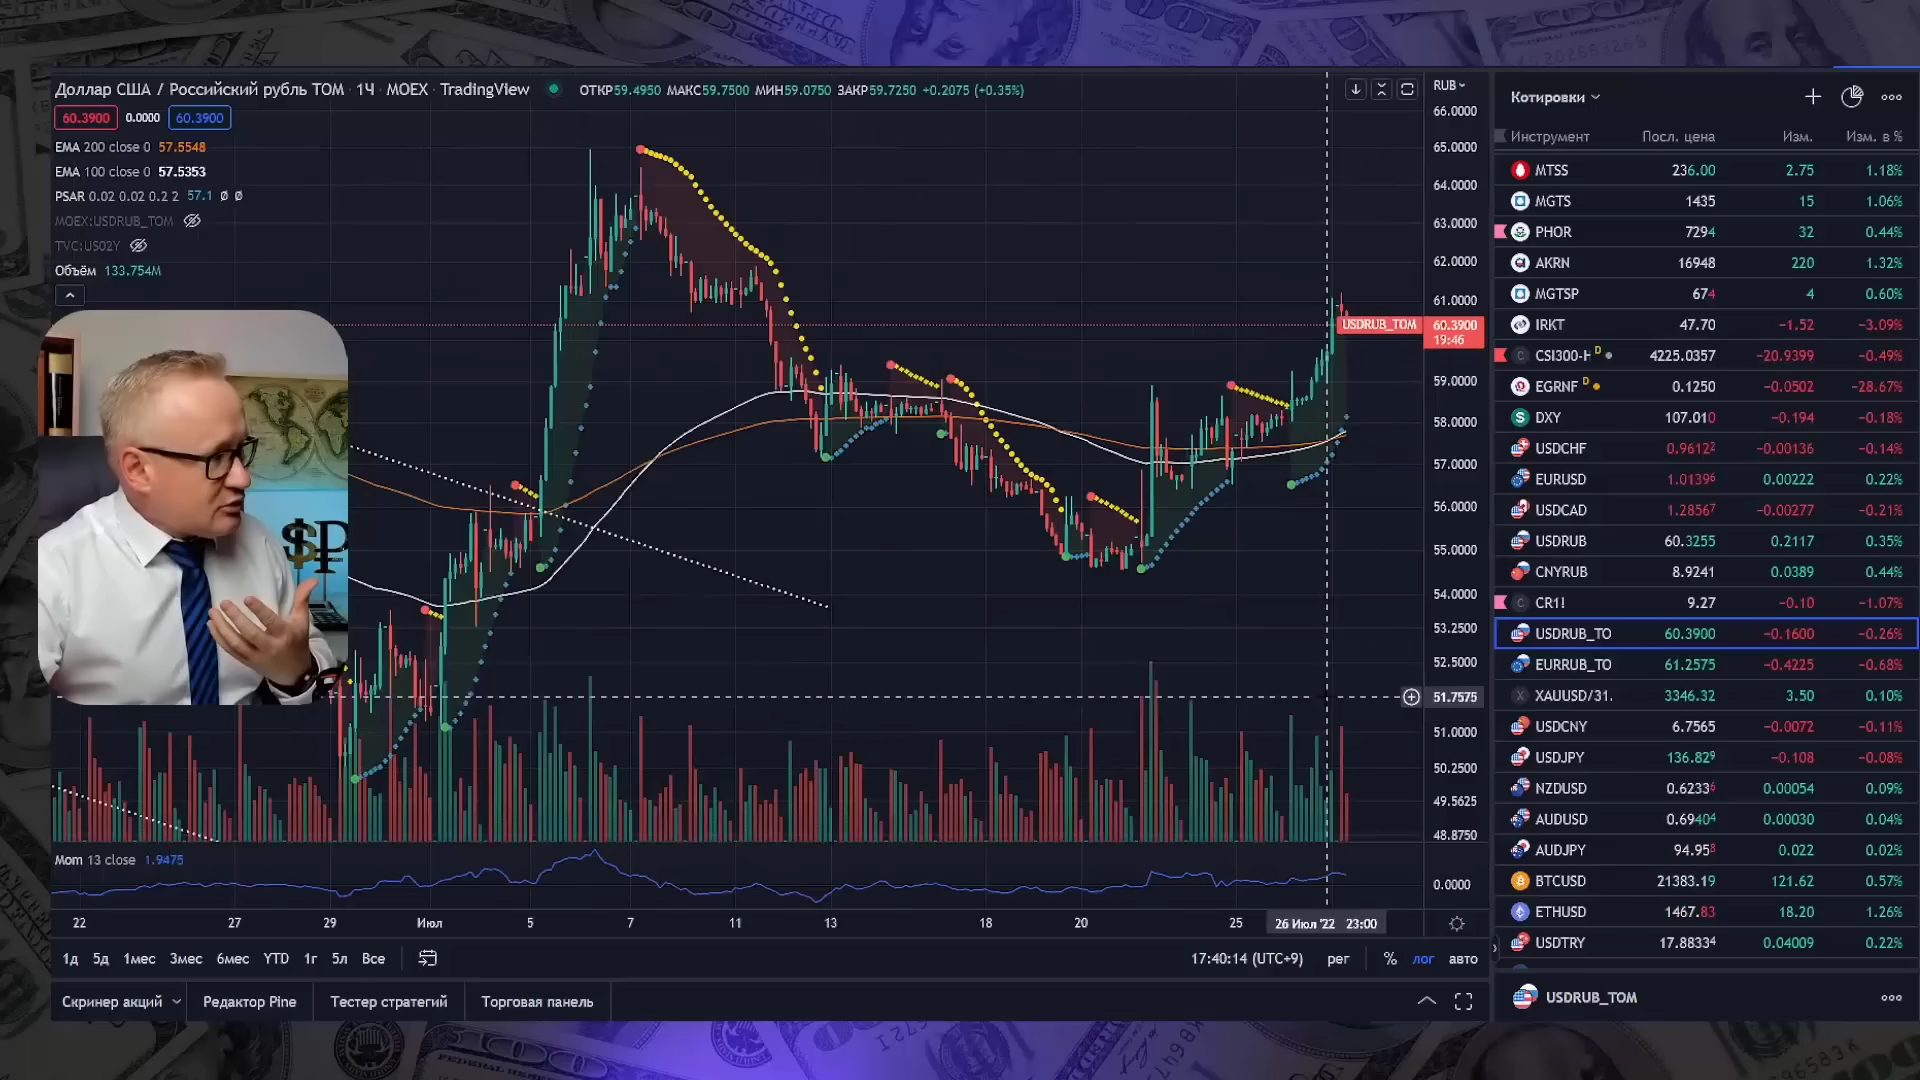 Доллар США / Российский рубль TOM · 1Ч · MOEX · TradingView ОТКР59.4950 МАКС59.7500 МИН59.0750 ЗАКР59.7250 +0.2075 (+0.35%)
60.3900 0.0000 60.3900
EMA 200 close 0 57.5548
EMA 100 close 0 57.5353
PSAR 0.02 0.02 0.2 2 57.1 ø ø
MOEX:USDRUB_TOM
TVC:US02Y
Объём 133.754M
RUB
66.0000
65.0000
64.0000
63.0000
62.0000
61.0000
USDRUB_TOM 60.3900
19:46
59.0000
58.0000
57.0000
56.0000
55.0000
54.0000
53.2500
52.5000
51.7575
51.0000
50.2500
49.5625
48.8750
Mom 13 close 1.9475
0.0000
22 27 29 Июл 5 7 11 13 18 20 25 26 Июл '22 23:00
1д 5д 1мес 3мес 6мес YTD 1г 5л Все 17:40:14 (UTC+9) рег % лог авто
Скринер акций Редактор Pine Тестер стратегий Торговая панель
Котировки
Инструмент Посл. цена Изм. Изм. в %
MTSS 236.00 2.75 1.18%
MGTS 1435 15 1.06%
PHOR 7294 32 0.44%
AKRN 16948 220 1.32%
MGTSP 674 4 0.60%
IRKT 47.70 −1.52 −3.09%
CSI300-H D 4225.0357 −20.9399 −0.49%
EGRNF D 0.1250 −0.0502 −28.67%
DXY 107.010 −0.194 −0.18%
USDCHF 0.96122 −0.00136 −0.14%
EURUSD 1.01396 0.00222 0.22%
USDCAD 1.28567 −0.00277 −0.21%
USDRUB 60.3255 0.2117 0.35%
CNYRUB 8.9241 0.0389 0.44%
CR1! 9.27 −0.10 −1.07%
USDRUB_TO 60.3900 −0.1600 −0.26%
EURRUB_TO 61.2575 −0.4225 −0.68%
XAUUSD/31. 3346.32 3.50 0.10%
USDCNY 6.7565 −0.0072 −0.11%
USDJPY 136.829 −0.108 −0.08%
NZDUSD 0.62336 0.00054 0.09%
AUDUSD 0.69404 0.00030 0.04%
AUDJPY 94.958 0.022 0.02%
BTCUSD 21383.19 121.62 0.57%
ETHUSD 1467.83 18.20 1.26%
USDTRY 17.88334 0.04009 0.22%
USDRUB_TOM